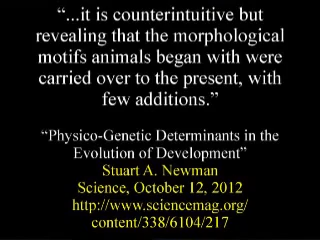 “...it is counterintuitive but
revealing that the morphological
motifs animals began with were
carried over to the present, with
few additions.”
“Physico-Genetic Determinants in the
Evolution of Development”
Stuart A. Newman
Science, October 12, 2012
http://www.sciencemag.org/
content/338/6104/217